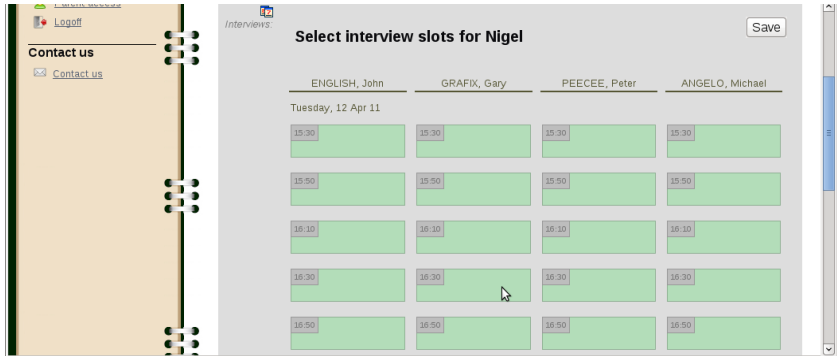 Parent access
Logoff
Contact us
Contact us
Interviews:
Select interview slots for Nigel
Save
ENGLISH, John GRAFIX, Gary PEECEE, Peter ANGELO, Michael
Tuesday, 12 Apr 11
15:30 15:30 15:30 15:30
15:50 15:50 15:50 15:50
16:10 16:10 16:10 16:10
16:30 16:30 16:30 16:30
16:50 16:50 16:50 16:50